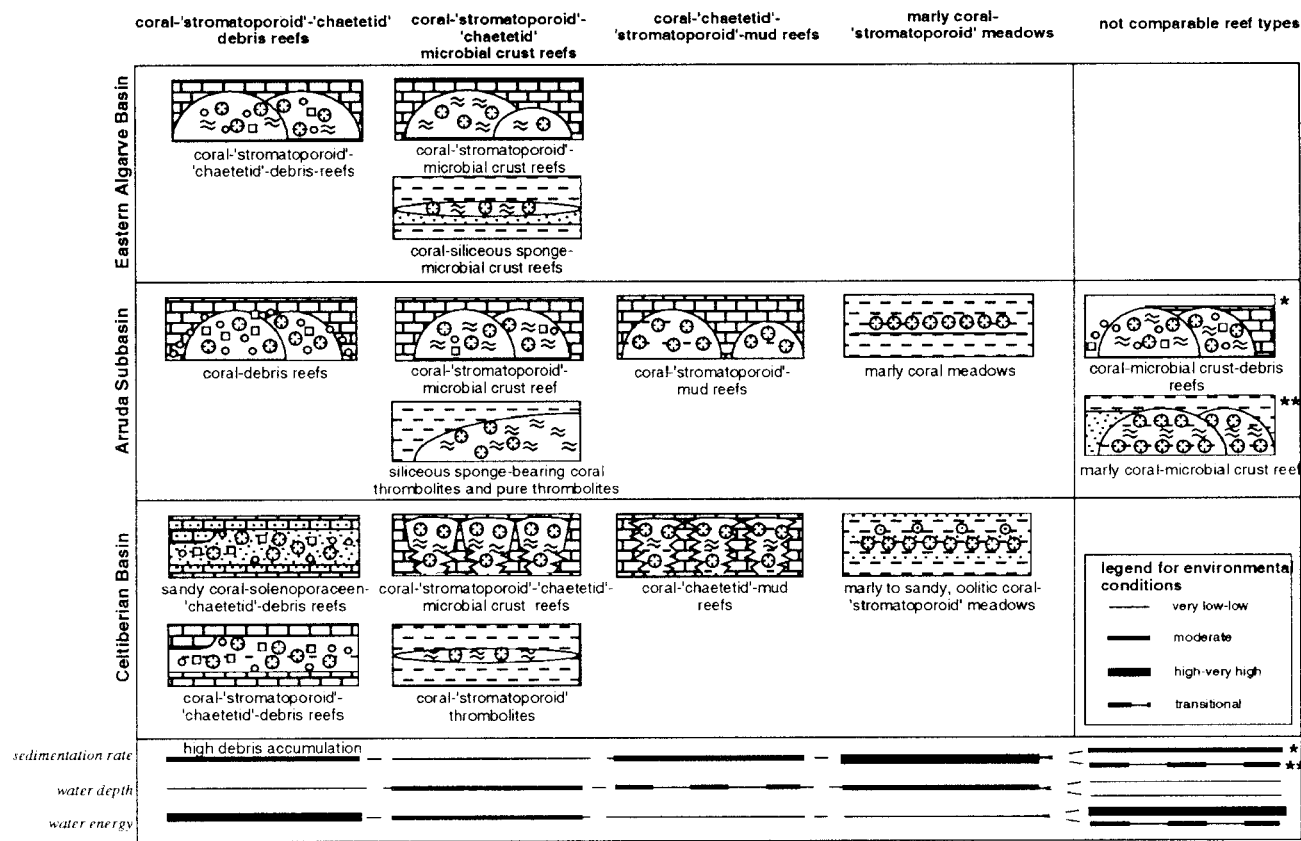 coral-'stromatoporoid'-'chaetetid'
debris reefs
coral-'stromatoporoid'-
'chaetetid'
microbial crust reefs
coral-'chaetetid'-
'stromatoporoid'-mud reefs
marly coral-
'stromatoporoid' meadows
not comparable reef types
Eastern Algarve Basin
coral-'stromatoporoid'-
'chaetetid'-debris-reefs
coral-'stromatoporoid'-
microbial crust reefs
coral-siliceous sponge-
microbial crust reefs
Arruda Subbasin
coral-debris reefs
coral-'stromatoporoid'-
microbial crust reef
siliceous sponge-bearing coral
thrombolites and pure thrombolites
coral-'stromatoporoid'-
mud reefs
marly coral meadows
*
coral-microbial crust-debris
reefs
**
marly coral-microbial crust reef
Celtiberian Basin
sandy coral-solenoporaceen-
'chaetetid'-debris reefs
coral-'stromatoporoid'-
'chaetetid'-debris reefs
coral-'stromatoporoid'-'chaetetid'-
microbial crust reefs
coral-'stromatoporoid'
thrombolites
coral-'chaetetid'-mud
reefs
marly to sandy, oolitic coral-
'stromatoporoid' meadows
legend for environmental
conditions
very low-low
moderate
high-very high
transitional
sedimentation rate
high debris accumulation
*
**
water depth
water energy